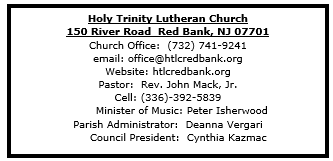 Holy Trinity Lutheran Church
150 River Road  Red Bank, NJ 07701
Church Office:  (732) 741-9241
email: office@htlcredbank.org
Website: htlcredbank.org
Pastor:  Rev. John Mack, Jr.
Cell: (336)-392-5839
Minister of Music: Peter Isherwood
Parish Administrator:  Deanna Vergari
Council President:  Cynthia Kazmac